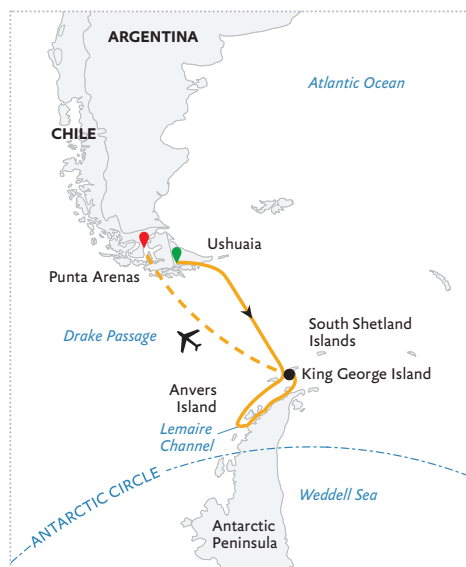 ARGENTINA
Atlantic Ocean
CHILE
Ushuaia
Punta Arenas
Drake Passage
South Shetland
Islands
King George Island
Anvers
Island
Lemaire
Channel
ANTARCTIC CIRCLE
Weddell Sea
Antarctic
Peninsula